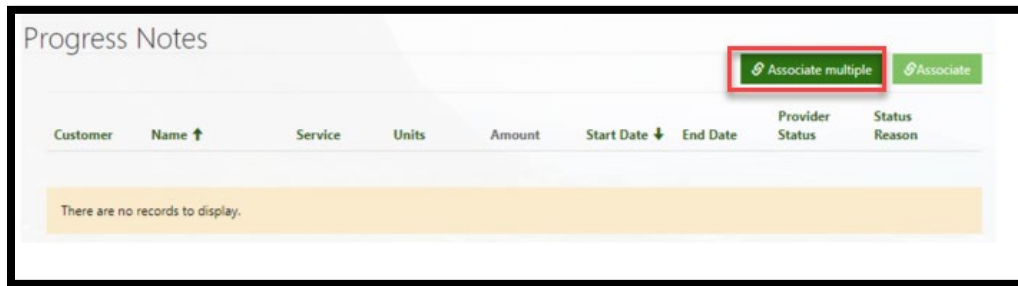 Progress Notes
Associate multiple
Associate
Customer Name Service Units Amount Start Date End Date Provider Status Status Reason
There are no records to display.